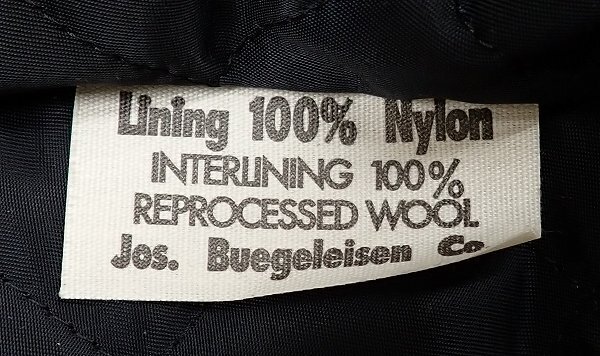 Lining 100% Nylon
INTERLINING 100%
REPROCESSED WOOL
Jos. Buegeleisen Co